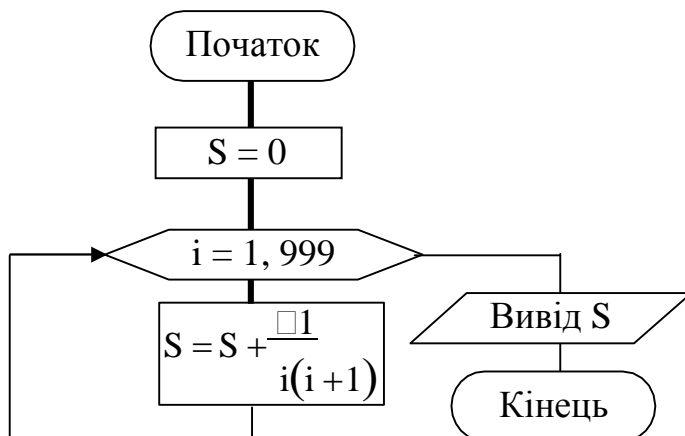 Початок
S = 0
i = 1, 999
S = S + □1
i(i +1)
Вивід S
Кінець